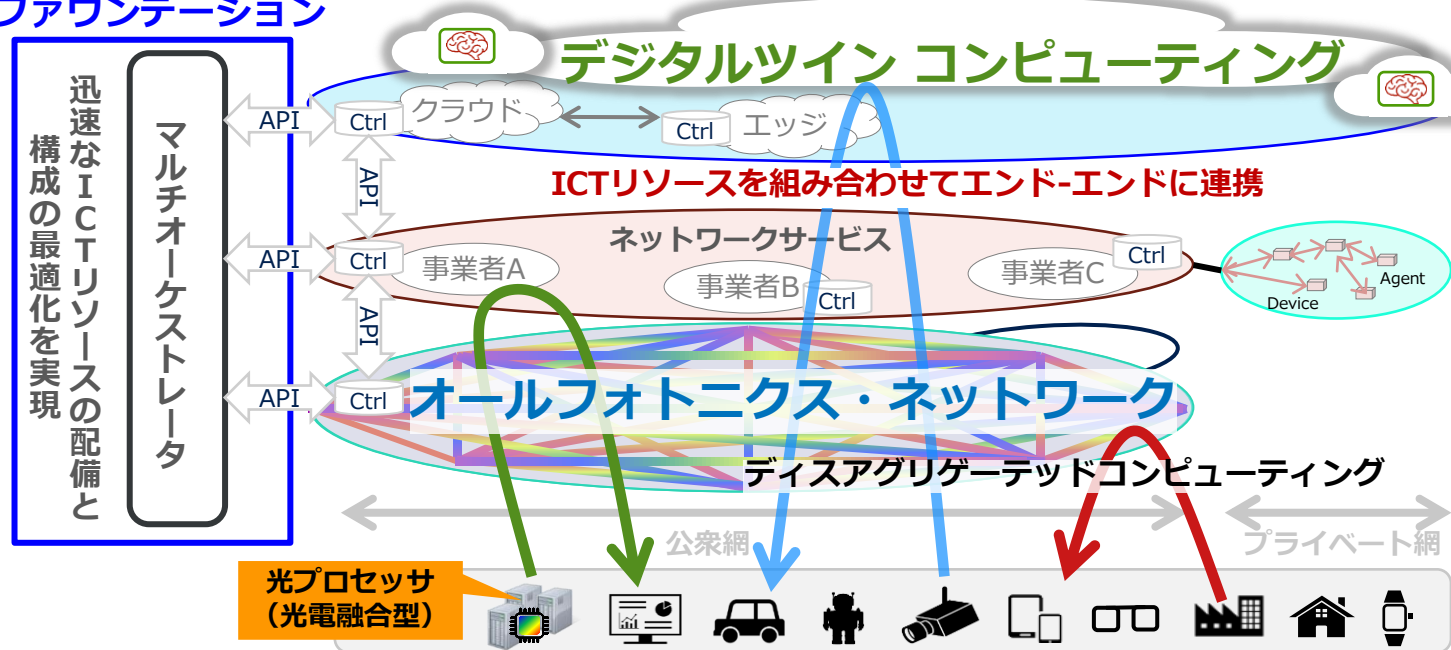 ファウンデーション
デジタルツイン コンピューティング
迅速なICTリソースの配備と
構成の最適化を実現
マルチオーケストレータ
API
Ctrl
クラウド
Ctrl
エッジ
API
ICTリソースを組み合わせてエンド-エンドに連携
ネットワークサービス
API
Ctrl
事業者A
事業者B
Ctrl
事業者C
Ctrl
Agent
Device
API
API
Ctrl
オールフォトニクス・ネットワーク
ディスアグリゲーテッドコンピューティング
公衆網
プライベート網
光プロセッサ
（光電融合型）